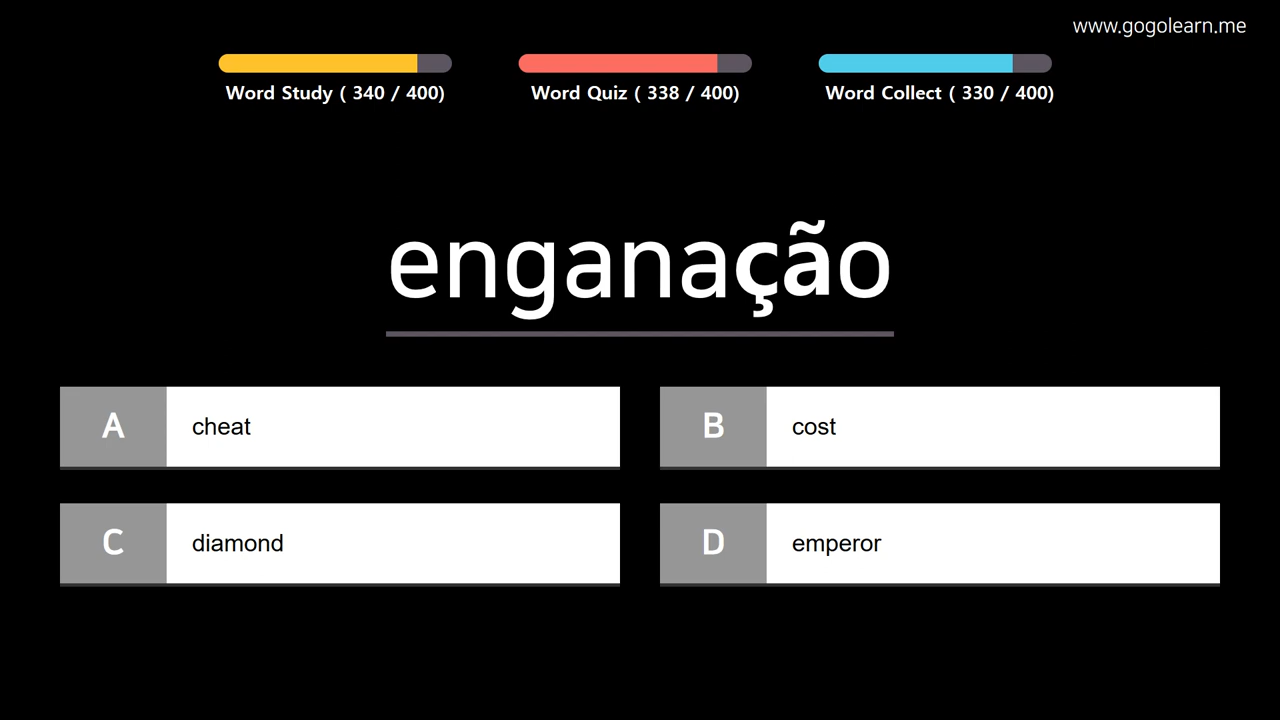 www.gogolearn.me
Word Study ( 340 / 400)
Word Quiz ( 338 / 400)
Word Collect ( 330 / 400)
enganação
A cheat
B cost
C diamond
D emperor